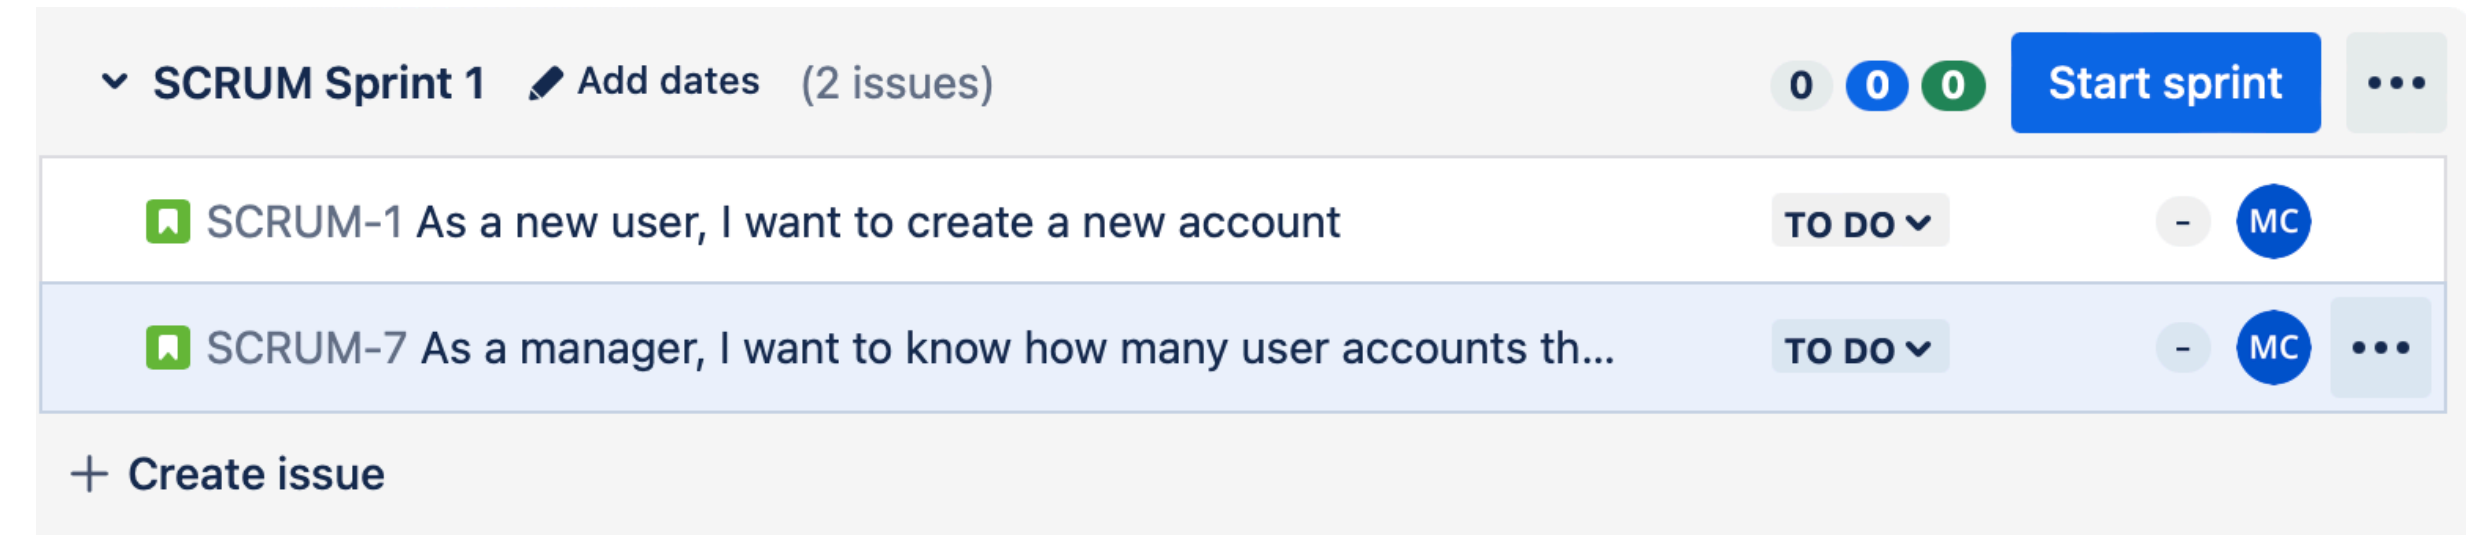 SCRUM Sprint 1 Add dates (2 issues) 0 0 0 Start sprint
SCRUM-1 As a new user, I want to create a new account TO DO - MC
SCRUM-7 As a manager, I want to know how many user accounts th... TO DO - MC
+ Create issue